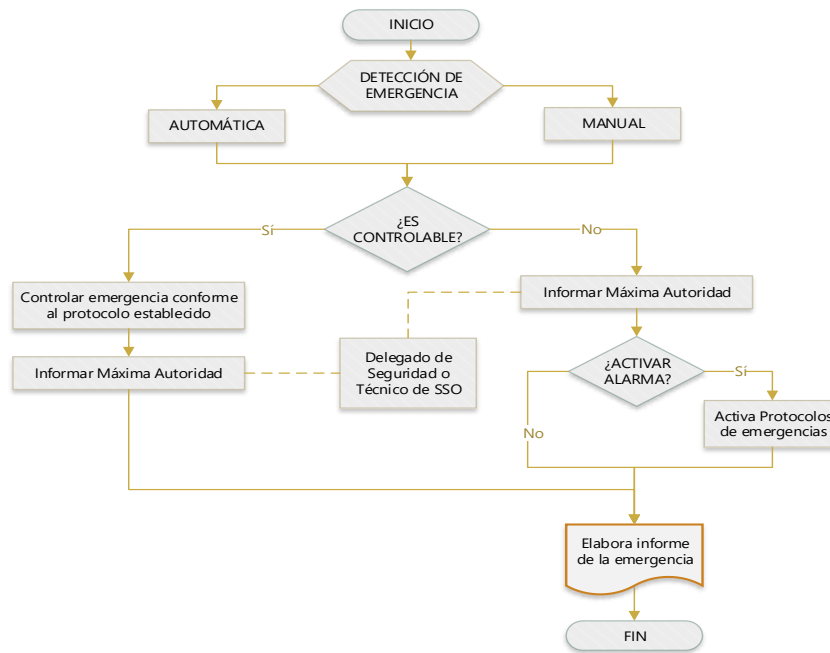 INICIO
DETECCIÓN DE
EMERGENCIA
AUTOMÁTICA
MANUAL
¿ES
CONTROLABLE?
Sí
No
Controlar emergencia conforme
al protocolo establecido
Informar Máxima Autoridad
Informar Máxima Autoridad
Delegado de
Seguridad o
Técnico de SSO
¿ACTIVAR
ALARMA?
Sí
No
Activa Protocolos
de emergencias
Elabora informe
de la emergencia
FIN